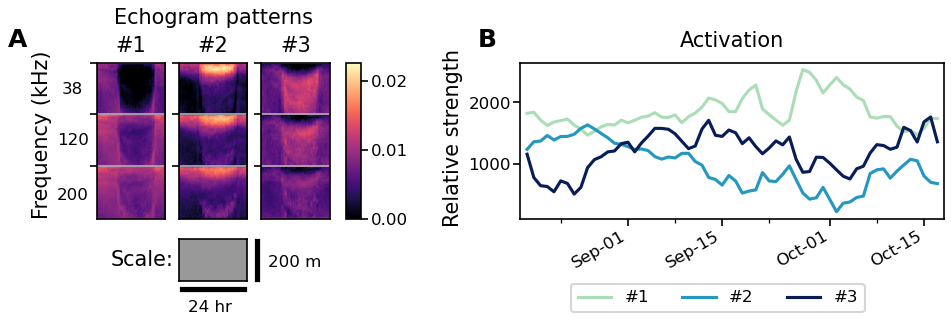 A
Echogram patterns
#1 #2 #3
Frequency (kHz)
38
120
200
0.02
0.01
0.00
Scale:
200 m
24 hr
B
Activation
Relative strength
2000
1000
Sep-01
Sep-15
Oct-01
Oct-15
#1 #2 #3